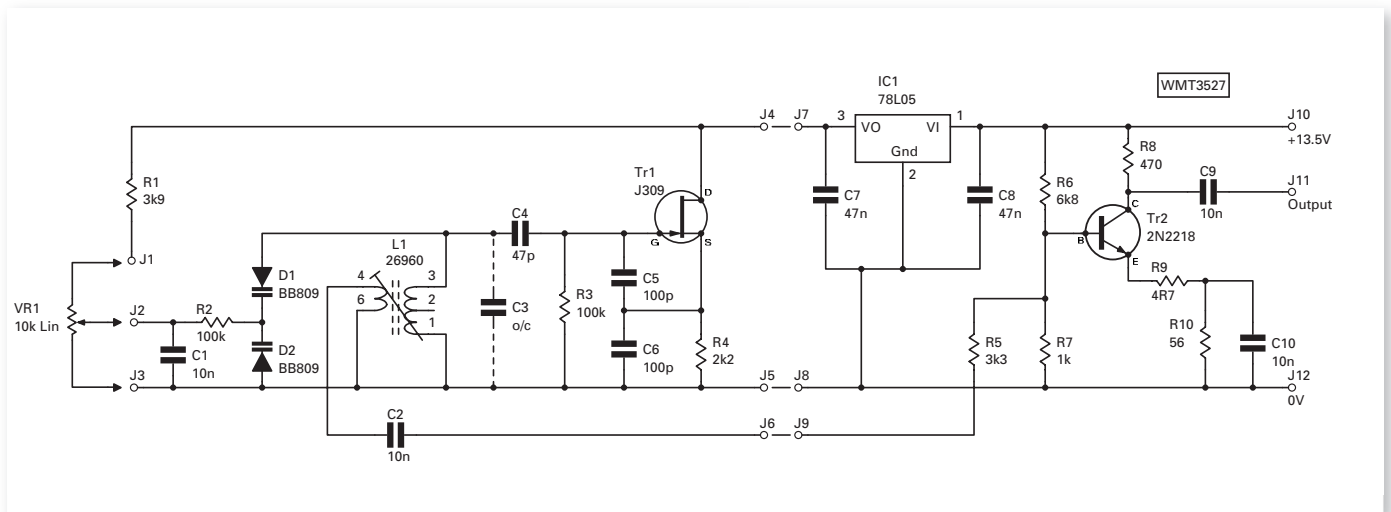 WMT3527
IC1
78L05
J4
J7
3
VO
VI
1
Gnd
2
J10
+13.5V
R8
470
C9
10n
J11
Output
R1
3k9
J1
Tr1
J309
D
G
S
C7
47n
C8
47n
R6
6k8
C
B
E
Tr2
2N2218
C4
47p
L1
26960
4
6
3
2
1
D1
BB809
C5
100p
C3
o/c
R3
100k
R9
4R7
VR1
10k Lin
J2
R2
100k
C1
10n
D2
BB809
C6
100p
R4
2k2
R5
3k3
R7
1k
R10
56
C10
10n
J3
J5
J8
J12
0V
C2
10n
J6
J9